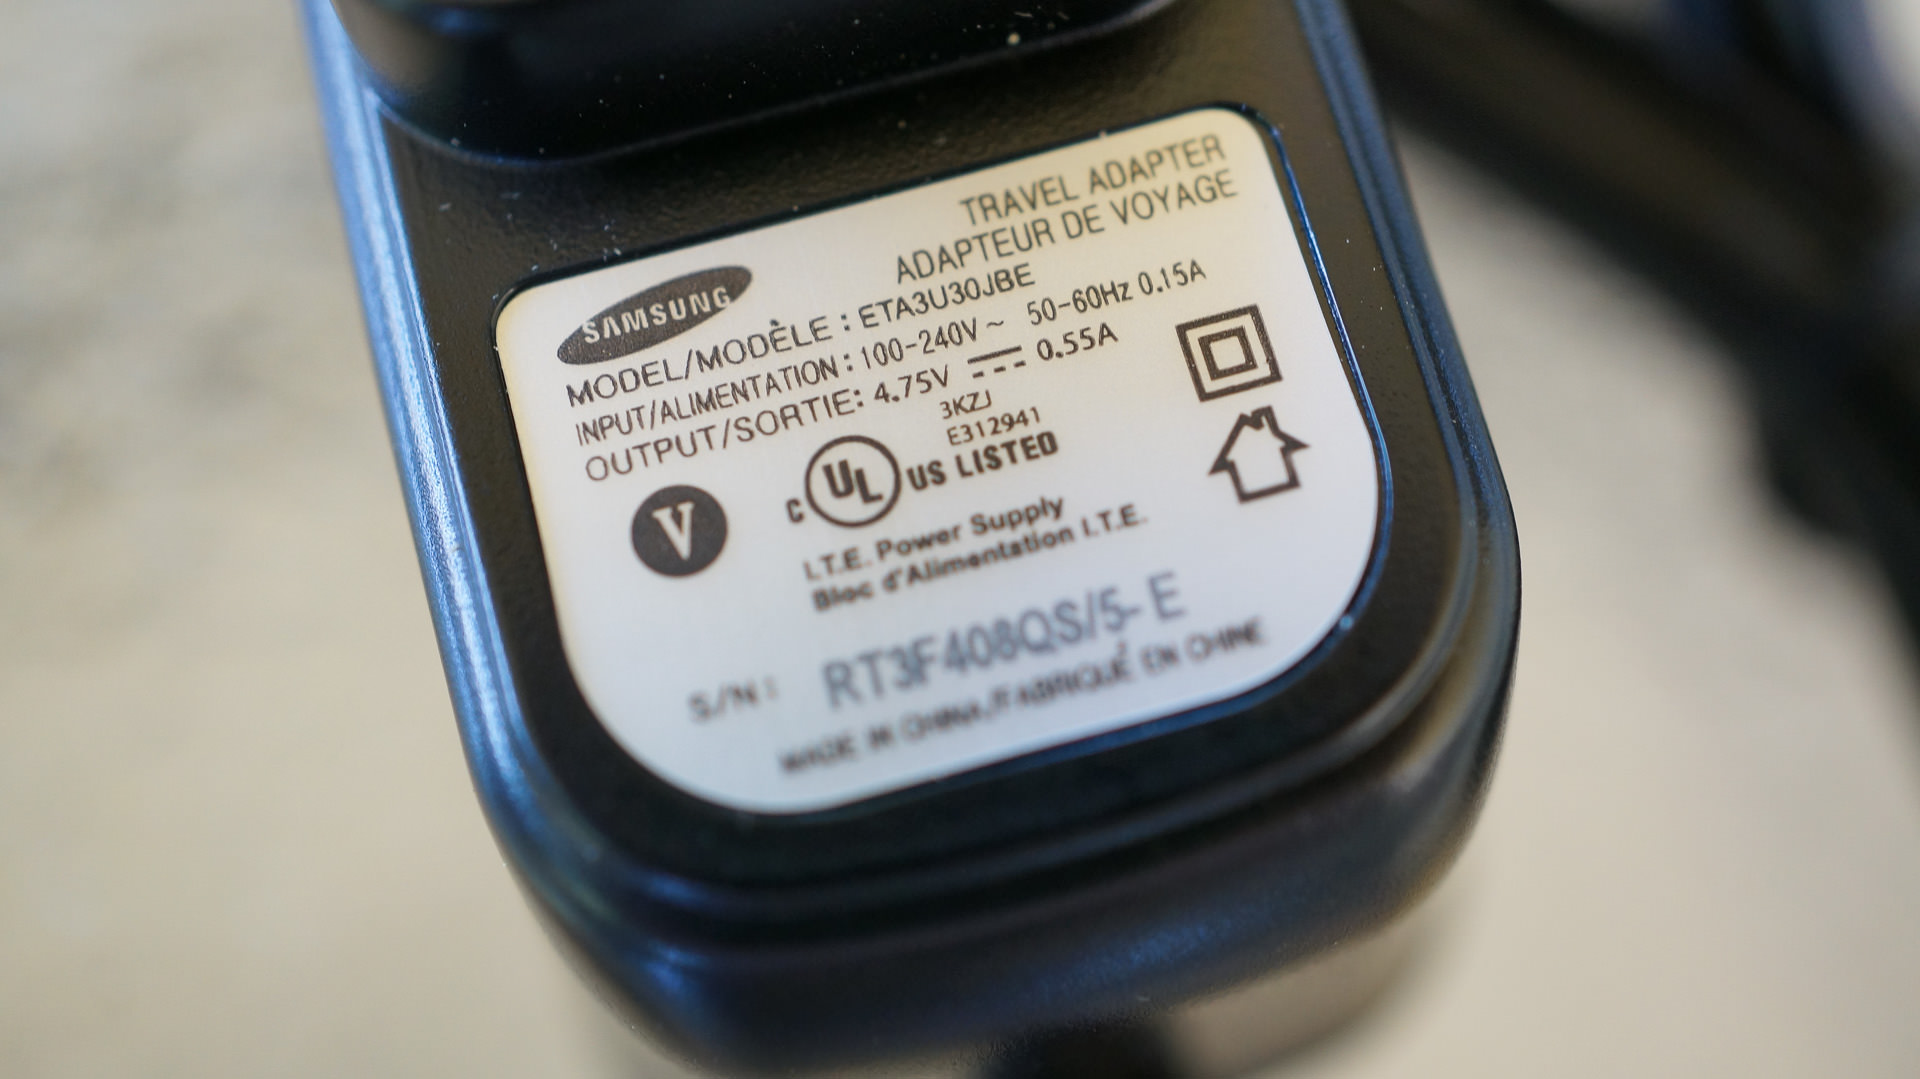 SAMSUNG
TRAVEL ADAPTER
ADAPTEUR DE VOYAGE
MODEL/MODÈLE : ETA3U30JBE
INPUT/ALIMENTATION : 100-240V ~ 50-60Hz 0.15A
OUTPUT/SORTIE: 4.75V ⎓ 0.55A
3KZJ
E312941
V
C UL US LISTED
I.T.E. Power Supply
Bloc d'Alimentation I.T.E.
S/N : RT3F408QS/5-E
MADE IN CHINA/FABRIQUÉ EN CHINE